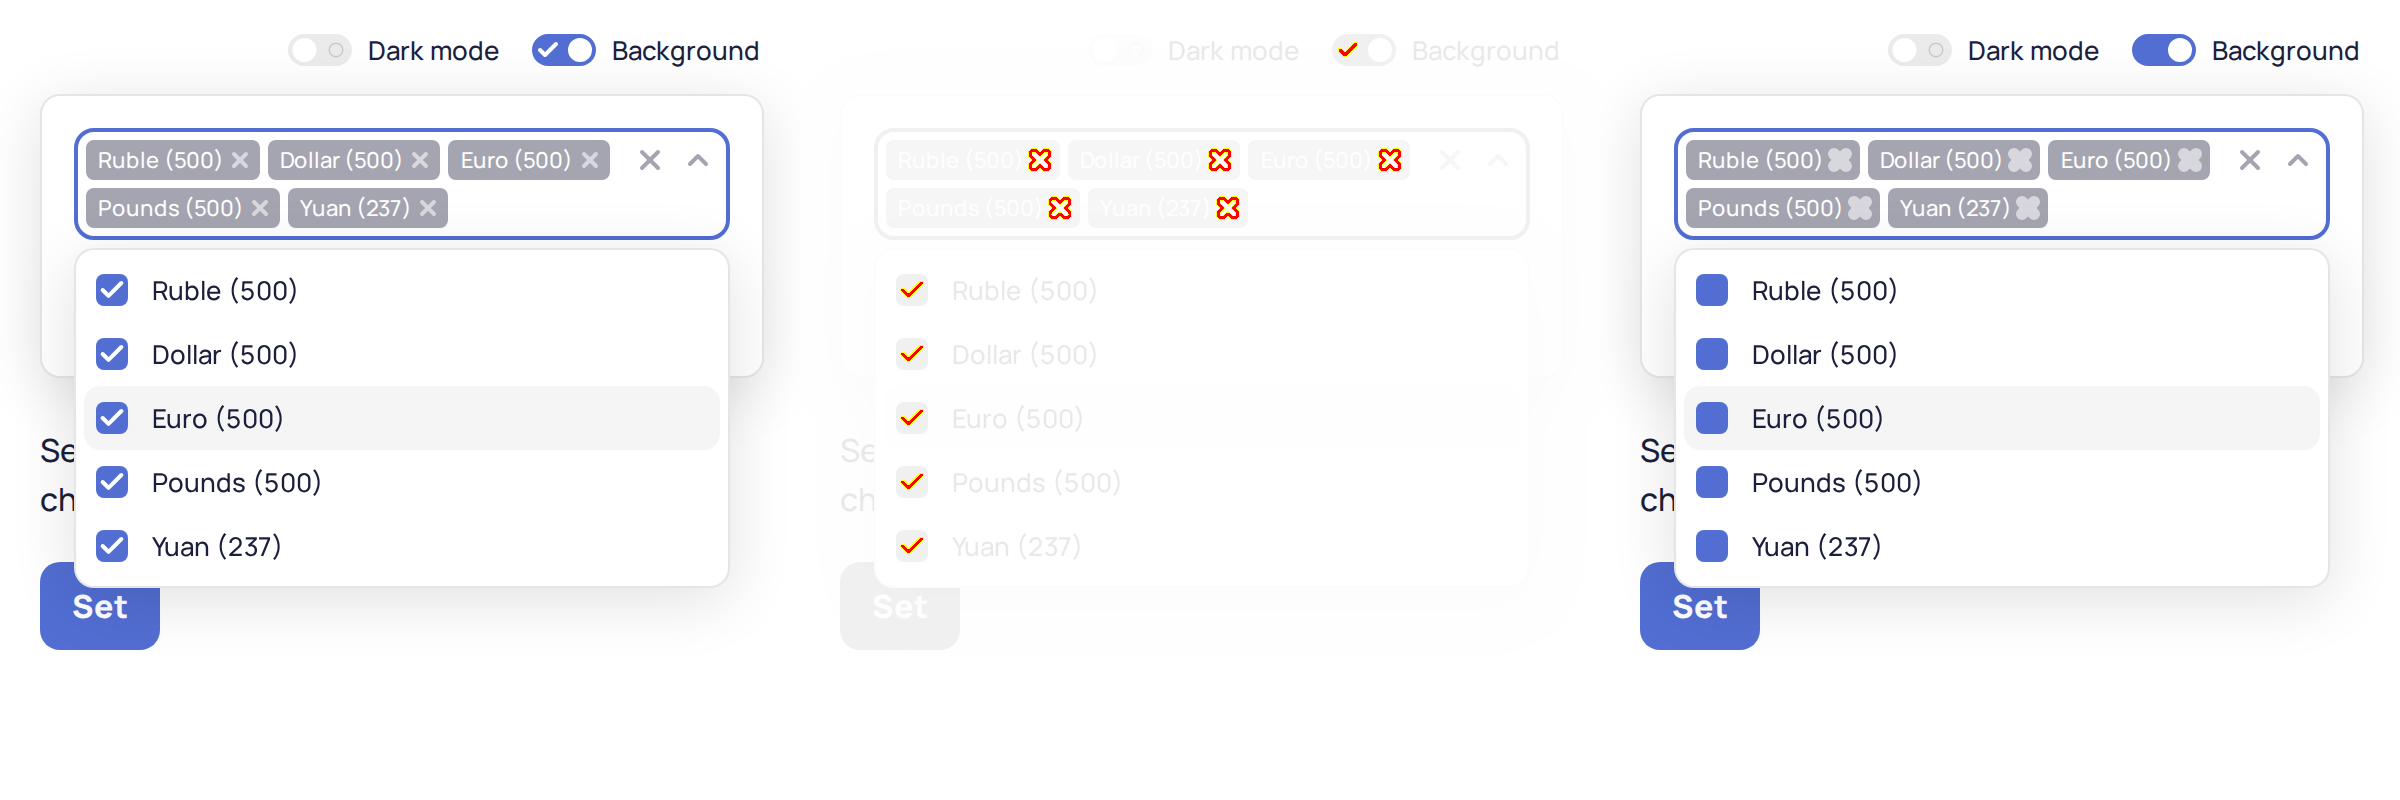 Dark mode Background
Ruble (500) Dollar (500) Euro (500)
Pounds (500) Yuan (237)
Ruble (500)
Dollar (500)
Euro (500)
Pounds (500)
Yuan (237)
Se
ch
Set
Dark mode Background
Ruble (500) Dollar (500) Euro (500)
Pounds (500) Yuan (237)
Ruble (500)
Dollar (500)
Euro (500)
Pounds (500)
Yuan (237)
Se
ch
Set
Dark mode Background
Ruble (500) Dollar (500) Euro (500)
Pounds (500) Yuan (237)
Ruble (500)
Dollar (500)
Euro (500)
Pounds (500)
Yuan (237)
Se
ch
Set